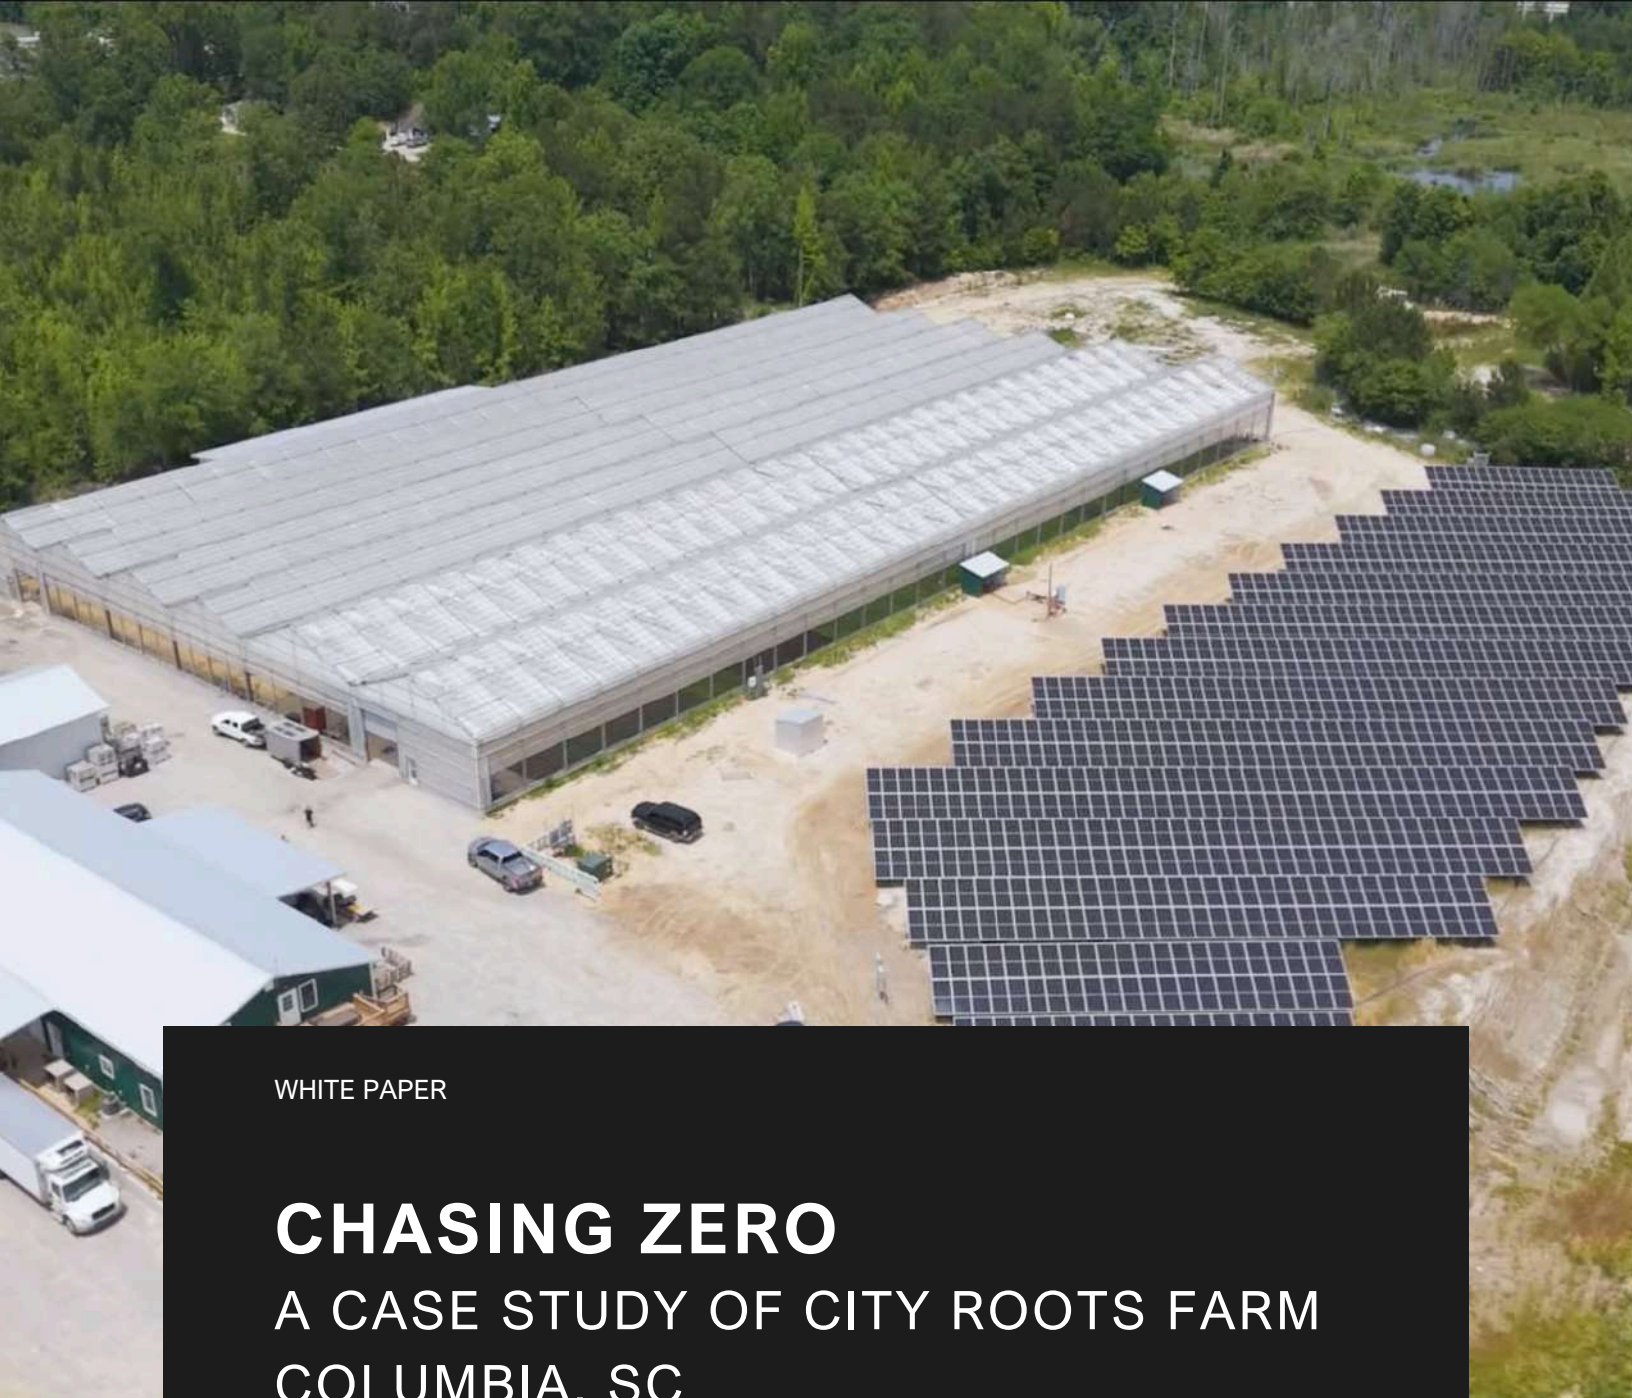 WHITE PAPER
CHASING ZERO
A CASE STUDY OF CITY ROOTS FARM
COLUMBIA, SC